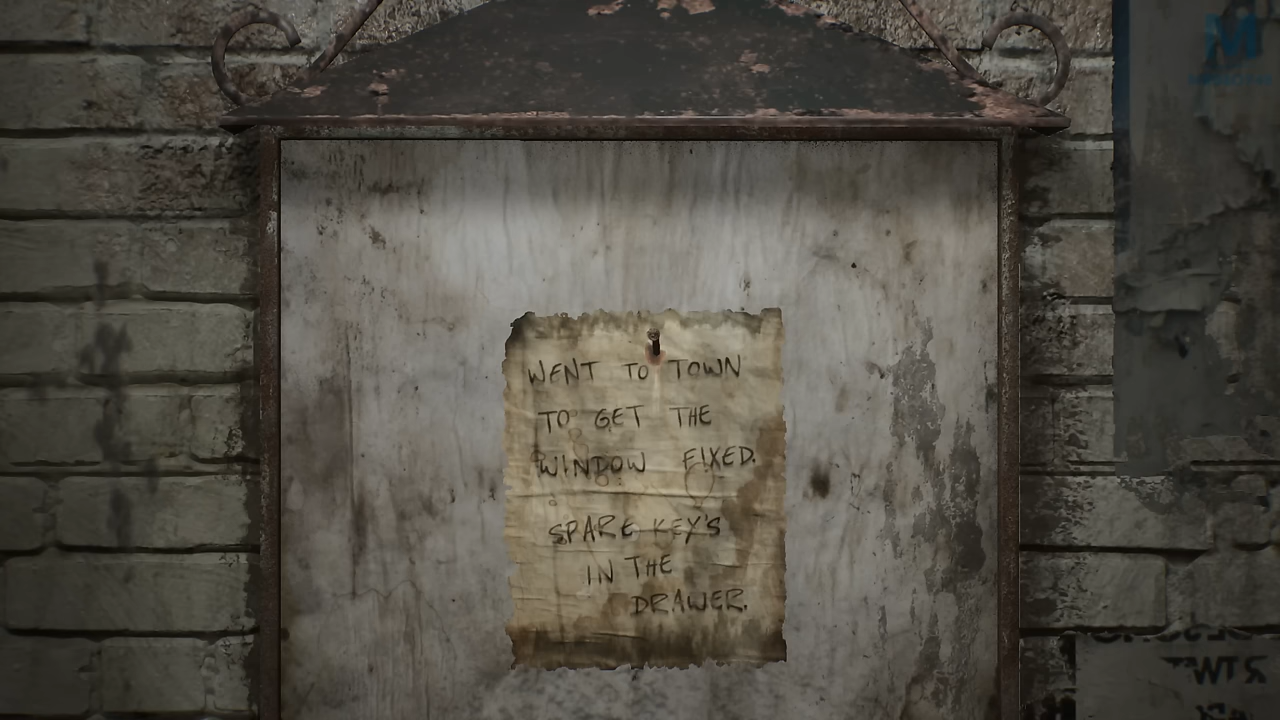 WENT TO TOWN
TO GET THE
WINDOW FIXED.
SPARE KEY'S
IN THE
DRAWER.